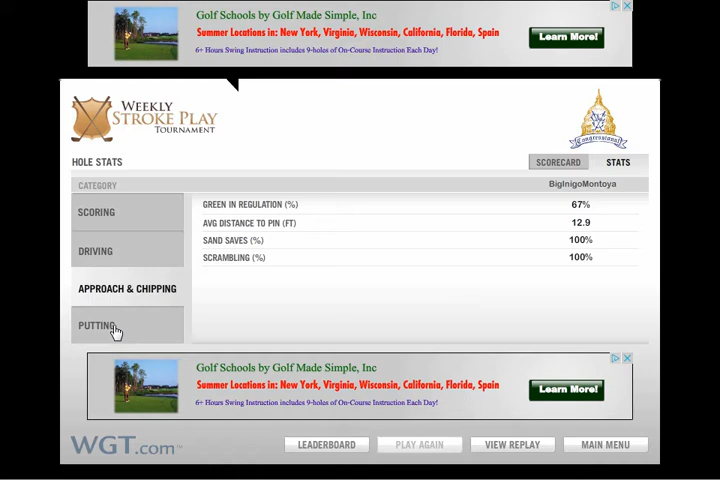 Golf Schools by Golf Made Simple, Inc
Summer Locations in: New York, Virginia, Wisconsin, California, Florida, Spain
6+ Hours Swing Instruction includes 9-holes of On-Course Instruction Each Day!
Learn More!
WEEKLY
STROKE PLAY
TOURNAMENT
Congressional
HOLE STATS
SCORECARD
STATS
CATEGORY
BigInigoMontoya
SCORING
DRIVING
APPROACH & CHIPPING
PUTTING
GREEN IN REGULATION (%) 67%
AVG DISTANCE TO PIN (FT) 12.9
SAND SAVES (%) 100%
SCRAMBLING (%) 100%
Golf Schools by Golf Made Simple, Inc
Summer Locations in: New York, Virginia, Wisconsin, California, Florida, Spain
6+ Hours Swing Instruction includes 9-holes of On-Course Instruction Each Day!
Learn More!
WGT.com™
LEADERBOARD
PLAY AGAIN
VIEW REPLAY
MAIN MENU